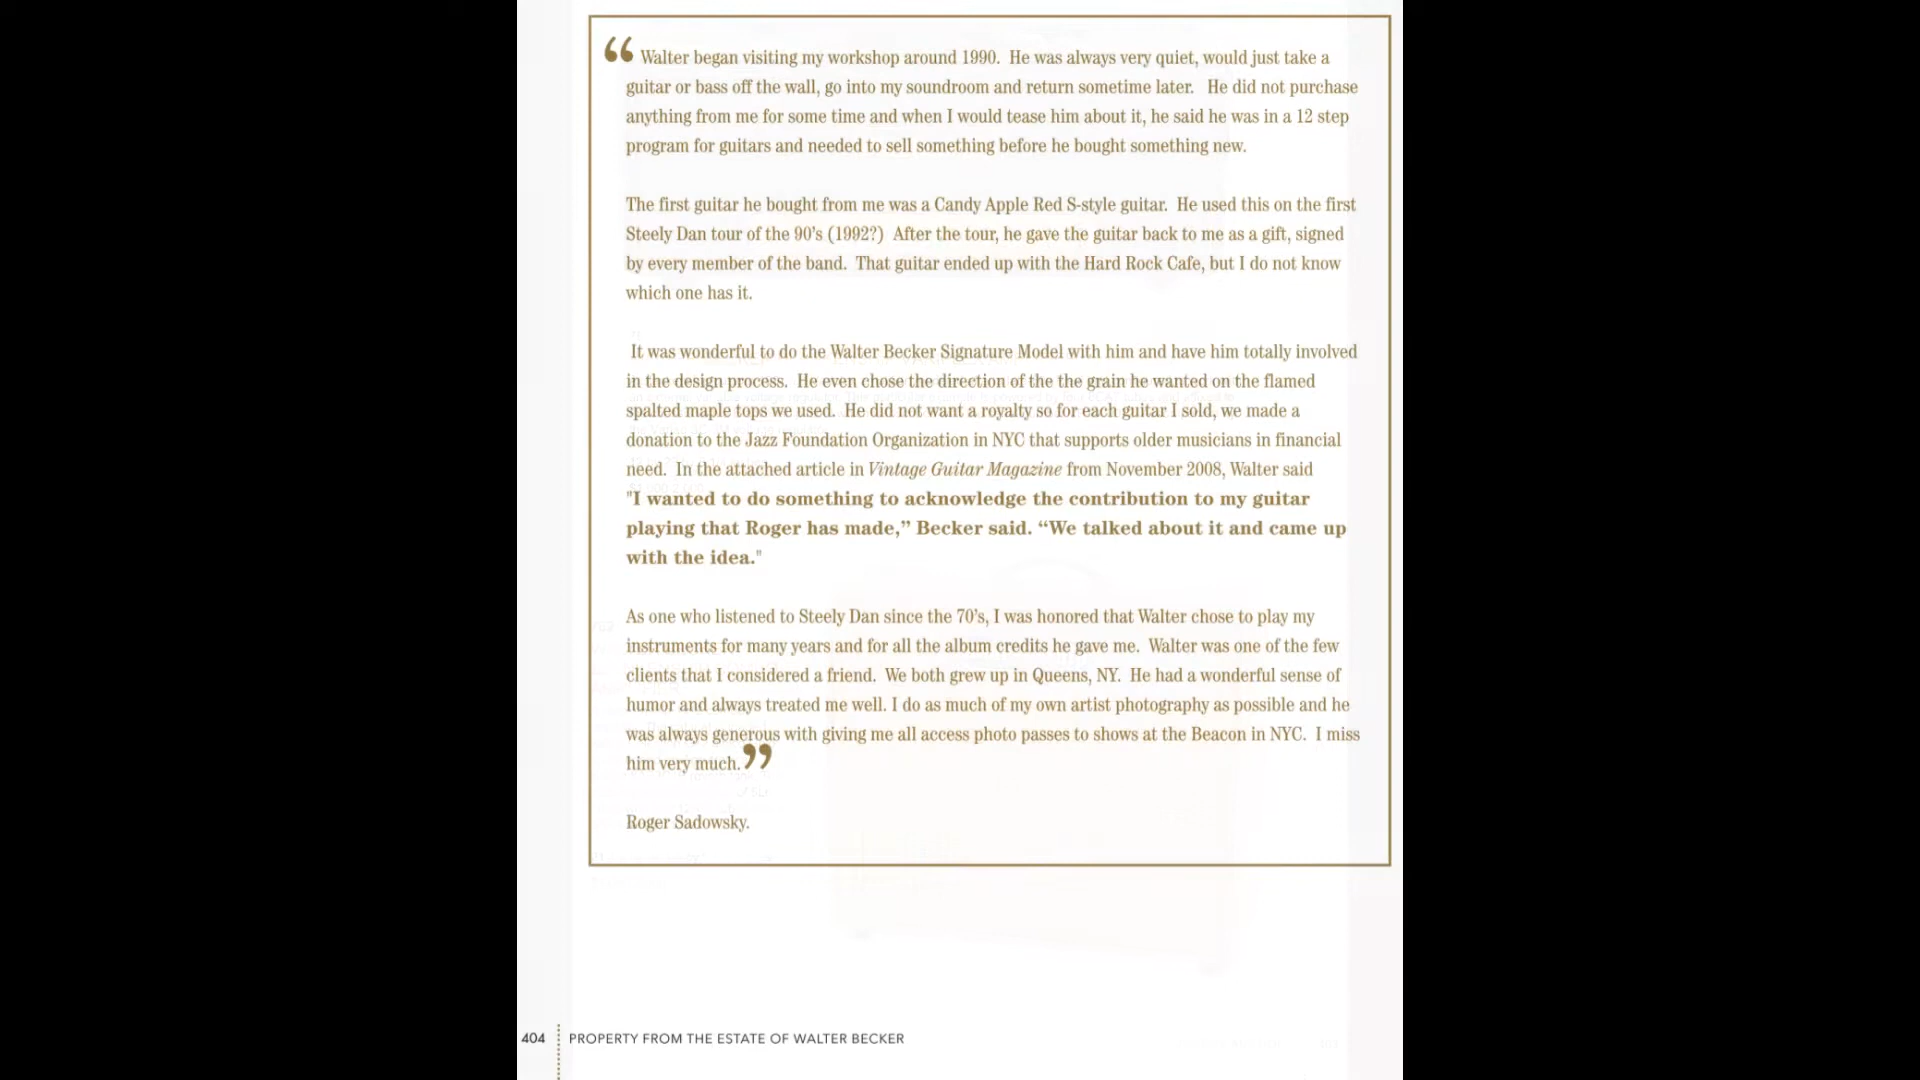 “ Walter began visiting my workshop around 1990. He was always very quiet, would just take a
guitar or bass off the wall, go into my soundroom and return sometime later. He did not purchase
anything from me for some time and when I would tease him about it, he said he was in a 12 step
program for guitars and needed to sell something before he bought something new.
The first guitar he bought from me was a Candy Apple Red S-style guitar. He used this on the first
Steely Dan tour of the 90’s (1992?) After the tour, he gave the guitar back to me as a gift, signed
by every member of the band. That guitar ended up with the Hard Rock Cafe, but I do not know
which one has it.
It was wonderful to do the Walter Becker Signature Model with him and have him totally involved
in the design process. He even chose the direction of the the grain he wanted on the flamed
spalted maple tops we used. He did not want a royalty so for each guitar I sold, we made a
donation to the Jazz Foundation Organization in NYC that supports older musicians in financial
need. In the attached article in Vintage Guitar Magazine from November 2008, Walter said
"I wanted to do something to acknowledge the contribution to my guitar
playing that Roger has made,” Becker said. “We talked about it and came up
with the idea."
As one who listened to Steely Dan since the 70’s, I was honored that Walter chose to play my
instruments for many years and for all the album credits he gave me. Walter was one of the few
clients that I considered a friend. We both grew up in Queens, NY. He had a wonderful sense of
humor and always treated me well. I do as much of my own artist photography as possible and he
was always generous with giving me all access photo passes to shows at the Beacon in NYC. I miss
him very much.”
Roger Sadowsky.
404 PROPERTY FROM THE ESTATE OF WALTER BECKER